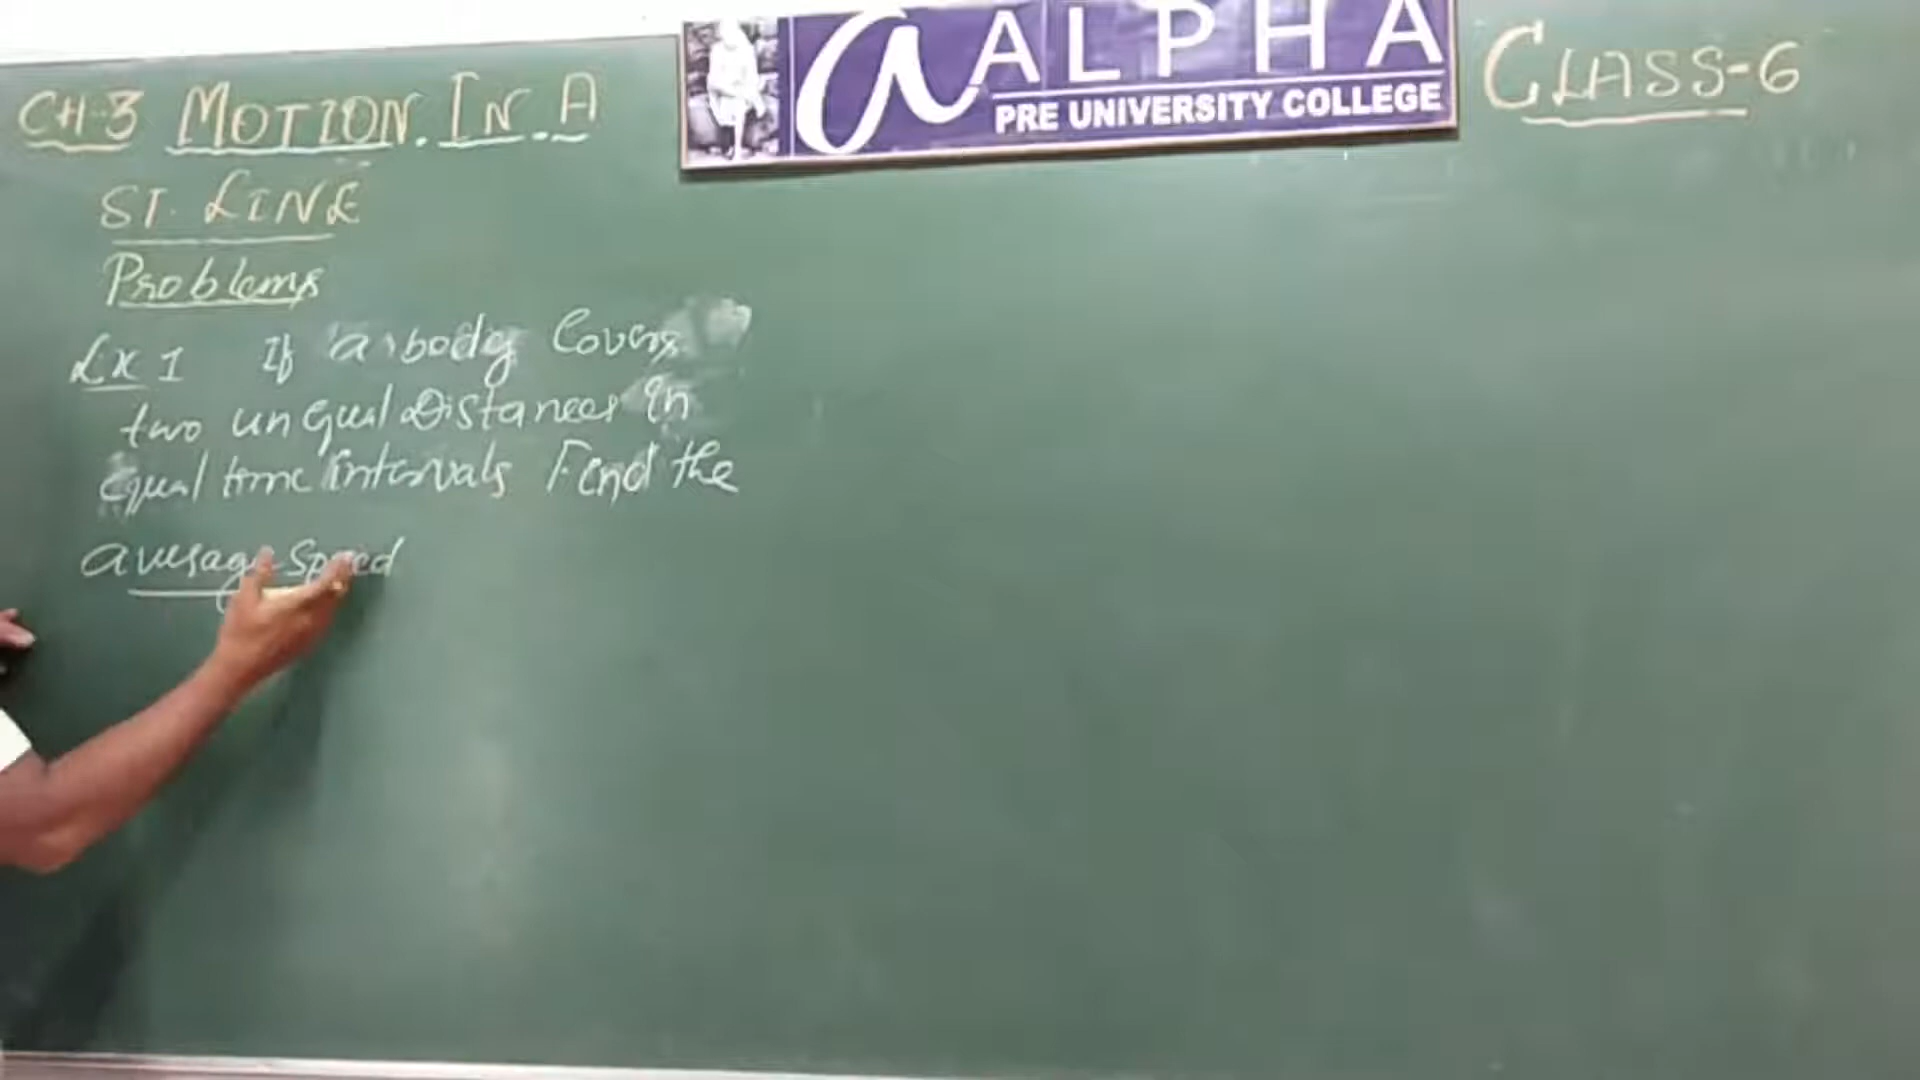 CH-3 MOTION. IN. A
ST. LINE
Problems
Ex 1 If a body Covers
two unequal Distances in
equal time intervals Find the
average speed
a ALPHA
PRE UNIVERSITY COLLEGE
CLASS-6